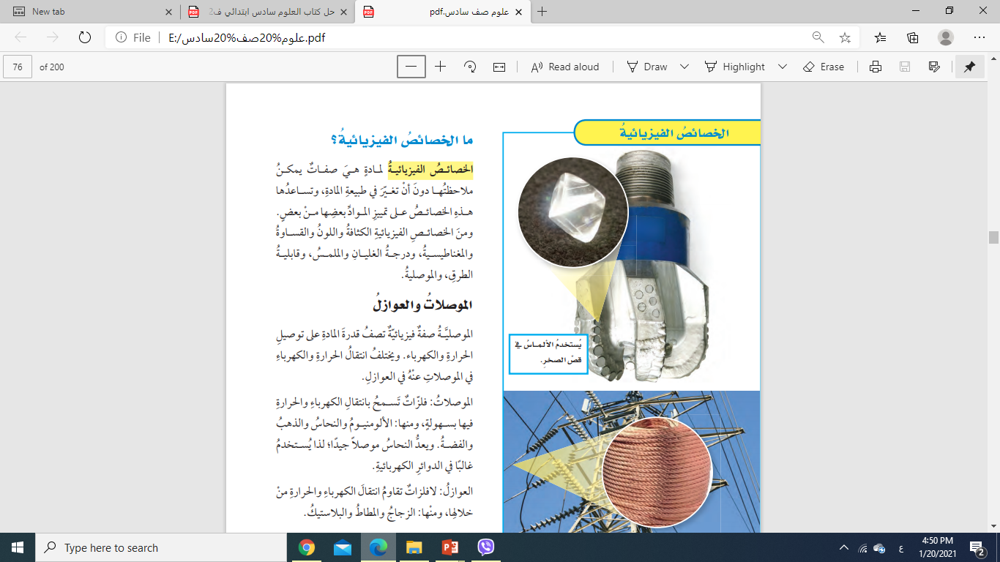 New tab
حل كتاب العلوم سادس ابتدائي ف2
علوم صف سادس.pdf
File
E:/علوم%20صف%20سادس.pdf
76
of 200
Read aloud
Draw
Highlight
Erase
الخصائصُ الفيزيائيةُ
يُستخدمُ الألماسُ في
قصّ الصخرِ.
ما الخصائصُ الفيزيائيةُ؟
الخصائصُ الفيزيائيةُ لمادةٍ هيَ صفاتٌ يمكنُ
ملاحظتُها دونَ أنْ تغيّرَ في طبيعةِ المادةِ، وتساعدُها
هذهِ الخصائصُ على تمييزِ الموادِّ بعضِها منْ بعضٍ.
ومنَ الخصائصِ الفيزيائيةِ الكثافةُ واللونُ والقساوةُ
والمغناطيسيةُ، ودرجةُ الغليانِ والملمسُ، وقابليةُ
الطرقِ، والموصليةُ.
الموصلاتُ والعوازلُ
الموصليَّةُ صفةٌ فيزيائيّةٌ تصفُ قدرةَ المادةِ على توصيلِ
الحرارةِ والكهرباء. ويختلفُ انتقالُ الحرارةِ والكهرباءِ
في الموصلاتِ عنْهُ في العوازلِ.
الموصلاتُ: فلزّاتٌ تَسمحُ بانتقالِ الكهرباءِ والحرارةِ
فيها بسهولةٍ، ومنها: الألومنيومُ والنحاسُ والذهبُ
والفضةُ. ويعدُّ النحاسُ موصلاً جيدًا؛ لذا يُستخدمُ
غالبًا في الدوائرِ الكهربائيةِ.
العوازلُ: لافلزاتٌ تقاومُ انتقالَ الكهرباءِ والحرارةِ منْ
خلالِها، ومنْها: الزجاجُ والمطاطُ والبلاستيكُ.
Type here to search
ع
4:50 PM
1/20/2021
2